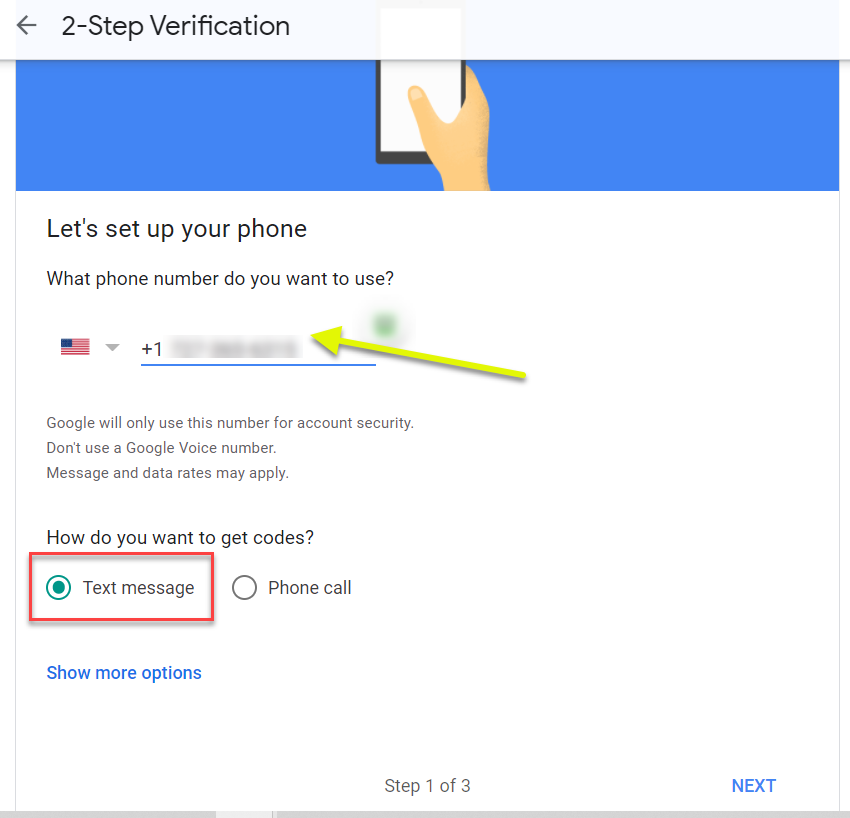 2-Step Verification
Let's set up your phone
What phone number do you want to use?
+1
Google will only use this number for account security.
Don't use a Google Voice number.
Message and data rates may apply.
How do you want to get codes?
Text message Phone call
Show more options
Step 1 of 3 NEXT